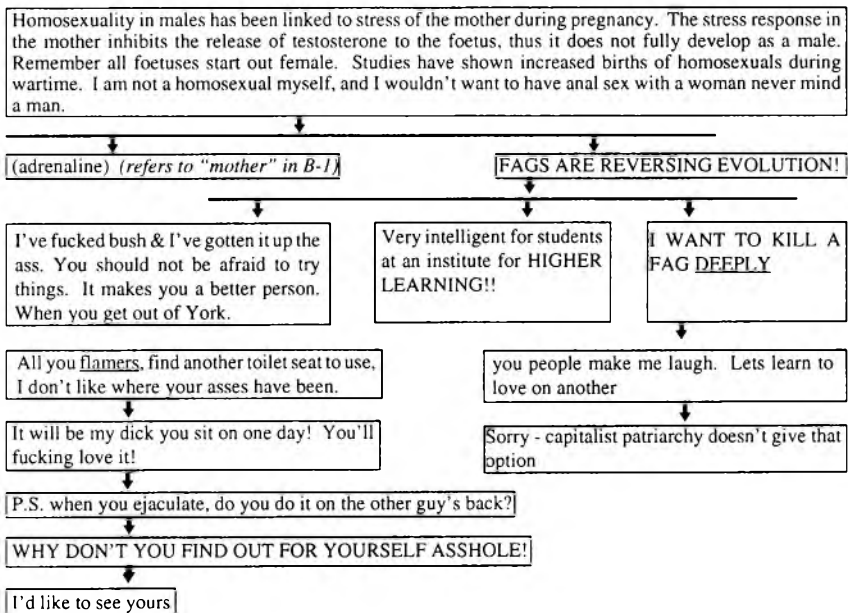 Homosexuality in males has been linked to stress of the mother during pregnancy. The stress response in
the mother inhibits the release of testosterone to the foetus, thus it does not fully develop as a male.
Remember all foetuses start out female. Studies have shown increased births of homosexuals during
wartime. I am not a homosexual myself, and I wouldn't want to have anal sex with a woman never mind
a man.
(adrenaline) (refers to "mother" in B-1)
FAGS ARE REVERSING EVOLUTION!
I've fucked bush & I've gotten it up the
ass. You should not be afraid to try
things. It makes you a better person.
When you get out of York.
Very intelligent for students
at an institute for HIGHER
LEARNING!!
I WANT TO KILL A
FAG DEEPLY
All you flamers, find another toilet seat to use,
I don't like where your asses have been.
you people make me laugh. Lets learn to
love on another
It will be my dick you sit on one day! You'll
fucking love it!
Sorry - capitalist patriarchy doesn't give that
option
P.S. when you ejaculate, do you do it on the other guy's back?
WHY DON'T YOU FIND OUT FOR YOURSELF ASSHOLE!
I'd like to see yours